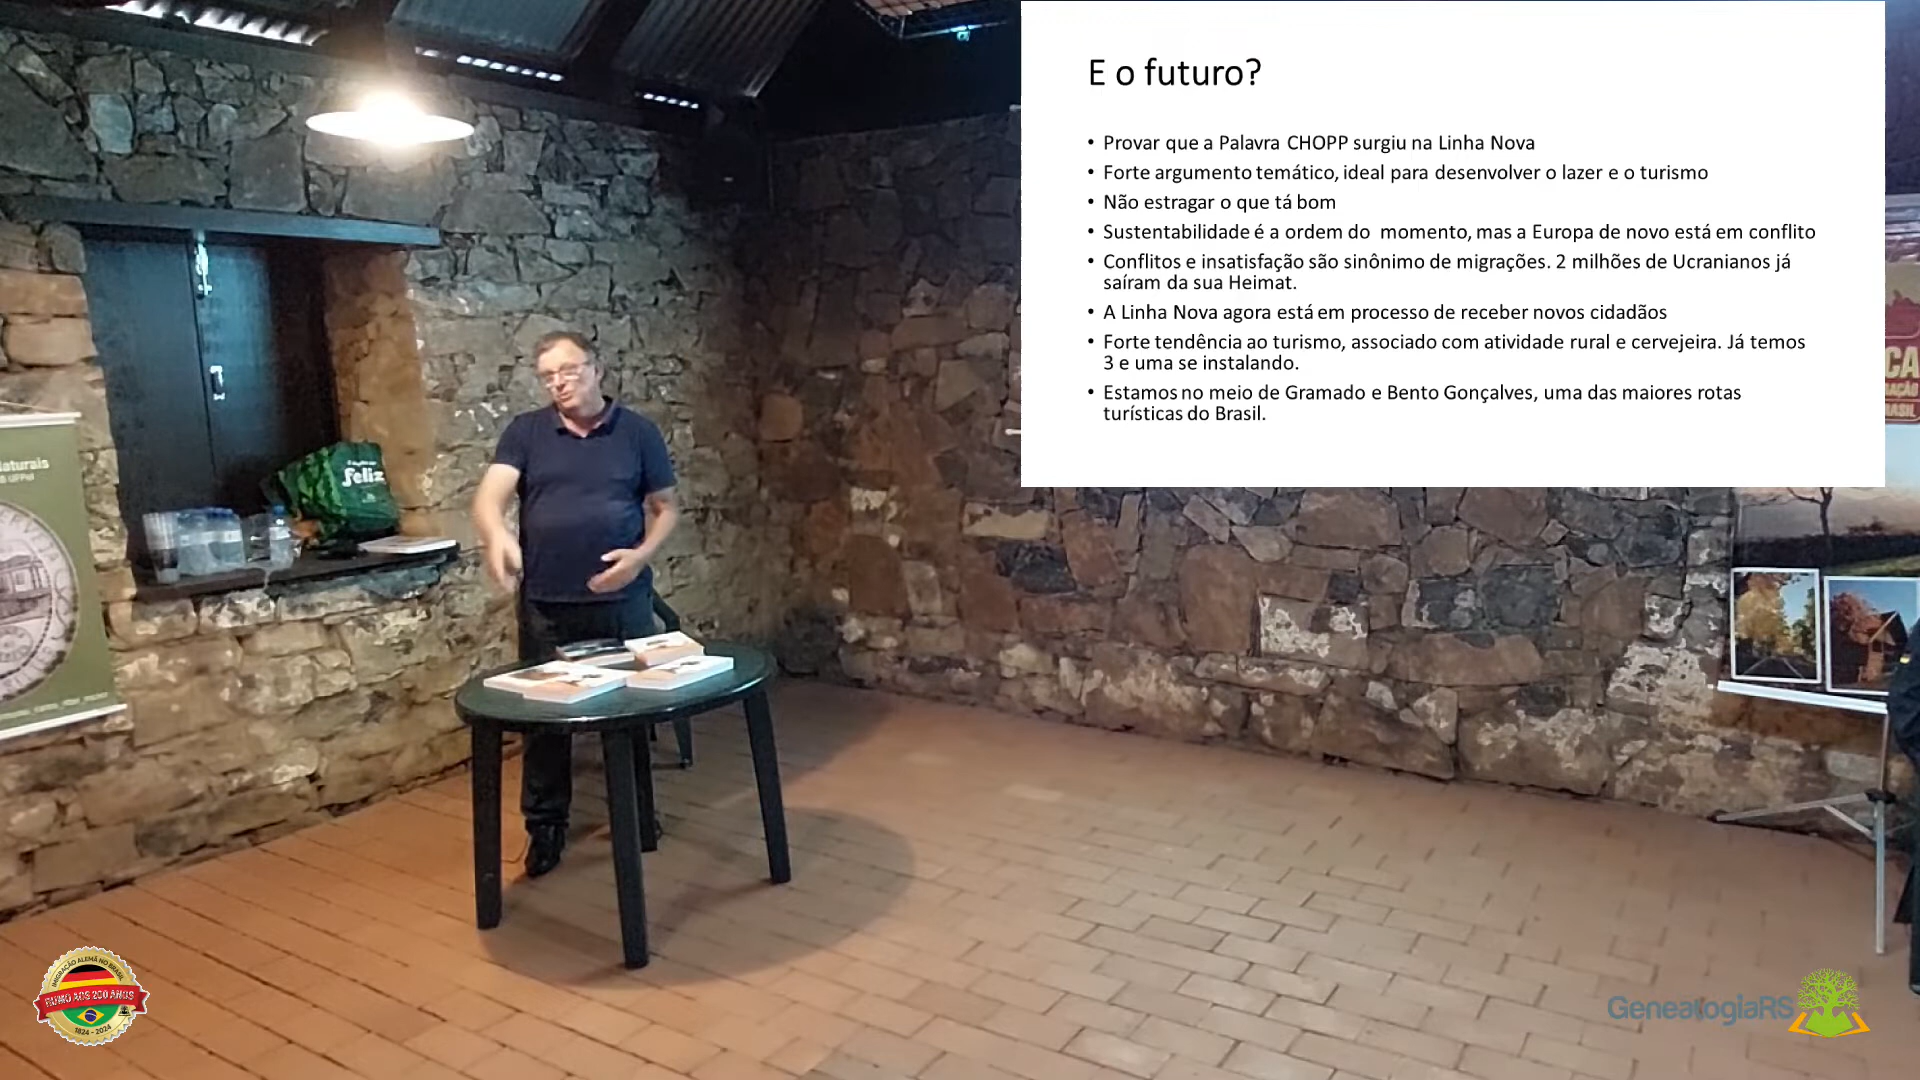 E o futuro?
• Provar que a Palavra CHOPP surgiu na Linha Nova
• Forte argumento temático, ideal para desenvolver o lazer e o turismo
• Não estragar o que tá bom
• Sustentabilidade é a ordem do momento, mas a Europa de novo está em conflito
• Conflitos e insatisfação são sinônimo de migrações. 2 milhões de Ucranianos já
saíram da sua Heimat.
• A Linha Nova agora está em processo de receber novos cidadãos
• Forte tendência ao turismo, associado com atividade rural e cervejeira. Já temos
3 e uma se instalando.
• Estamos no meio de Gramado e Bento Gonçalves, uma das maiores rotas
turísticas do Brasil.
feliz
IMIGRAÇÃO ALEMÃ NO BRASIL
RUMO AOS 200 ANOS
1824 - 2024
GenealogiaRS